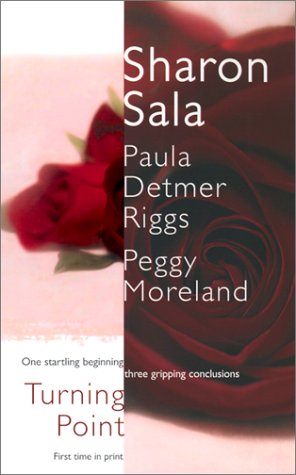 Sharon
Sala
Paula
Detmer
Riggs
Peggy
Moreland
One startling beginning
three gripping conclusions
Turning
Point
First time in print